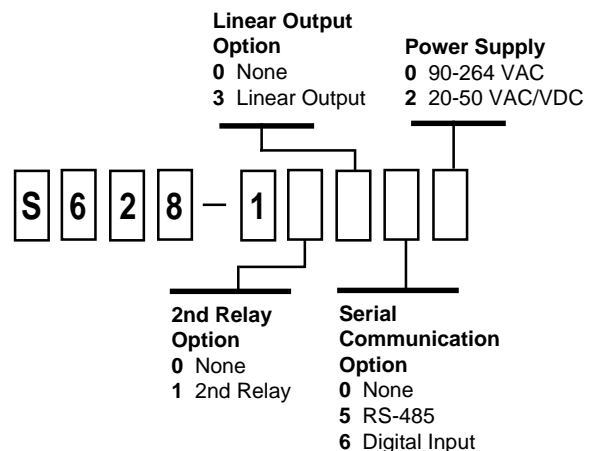 Linear Output
Option
0 None
3 Linear Output
Power Supply
0 90-264 VAC
2 20-50 VAC/VDC
S 6 2 8 – 1
2nd Relay
Option
0 None
1 2nd Relay
Serial
Communication
Option
0 None
5 RS-485
6 Digital Input